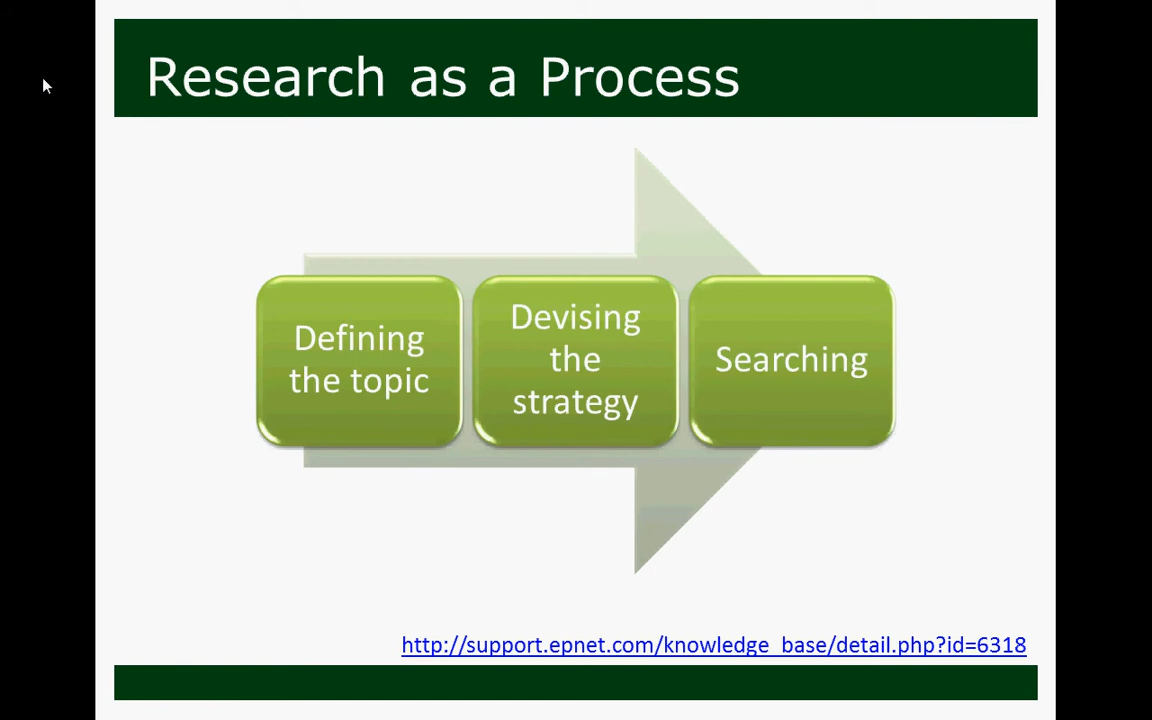 Research as a Process
Defining
the topic
Devising
the
strategy
Searching
http://support.epnet.com/knowledge_base/detail.php?id=6318